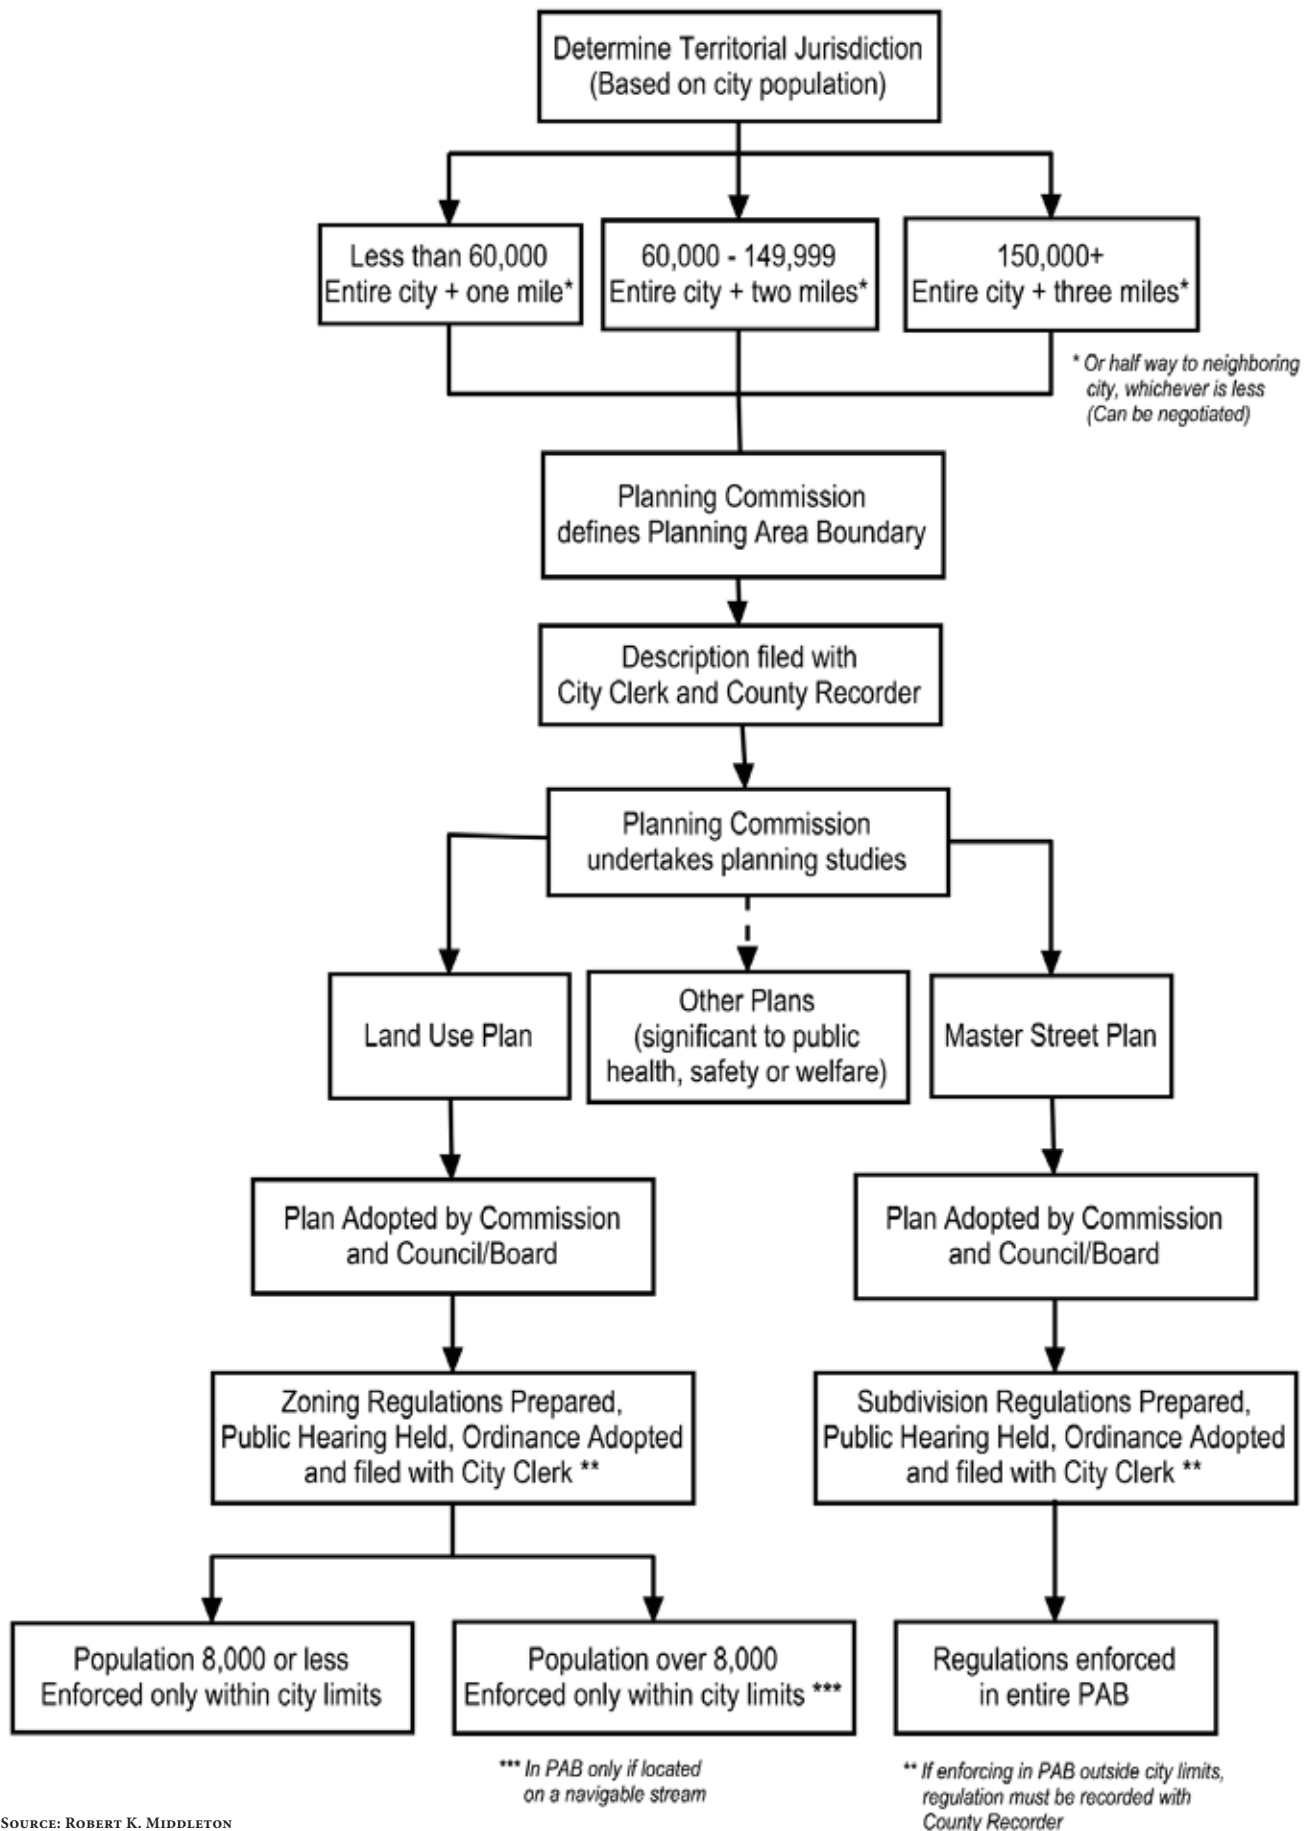 Determine Territorial Jurisdiction
(Based on city population)
Less than 60,000
Entire city + one mile*
60,000 - 149,999
Entire city + two miles*
150,000+
Entire city + three miles*
* Or half way to neighboring
city, whichever is less
(Can be negotiated)
Planning Commission
defines Planning Area Boundary
Description filed with
City Clerk and County Recorder
Planning Commission
undertakes planning studies
Land Use Plan
Other Plans
(significant to public
health, safety or welfare)
Master Street Plan
Plan Adopted by Commission
and Council/Board
Plan Adopted by Commission
and Council/Board
Zoning Regulations Prepared,
Public Hearing Held, Ordinance Adopted
and filed with City Clerk **
Subdivision Regulations Prepared,
Public Hearing Held, Ordinance Adopted
and filed with City Clerk **
Population 8,000 or less
Enforced only within city limits
Population over 8,000
Enforced only within city limits ***
Regulations enforced
in entire PAB
*** In PAB only if located
on a navigable stream
** If enforcing in PAB outside city limits,
regulation must be recorded with
County Recorder
SOURCE: ROBERT K. MIDDLETON